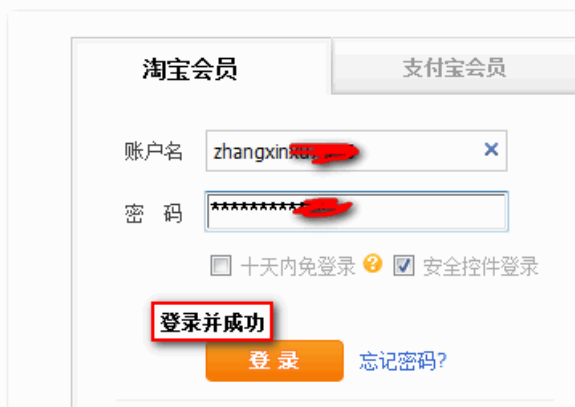 淘宝会员 支付宝会员
账户名 zhangxin
密 码 **********
十天内免登录 ? 安全控件登录
登录并成功
登 录 忘记密码?